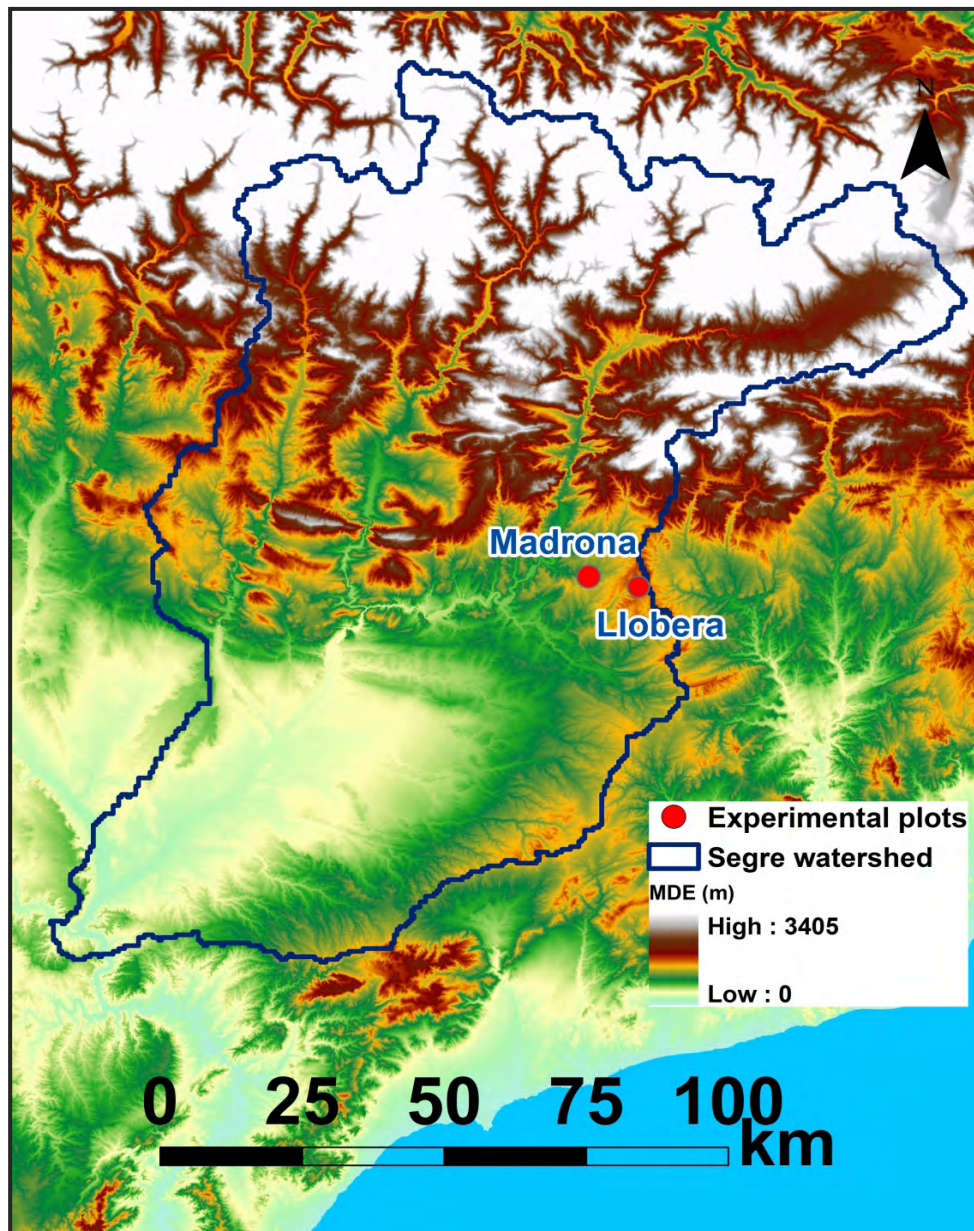 N
Madrona
Llobera
Experimental plots
Segre watershed
MDE (m)
High : 3405
Low : 0
0 25 50 75 100
km